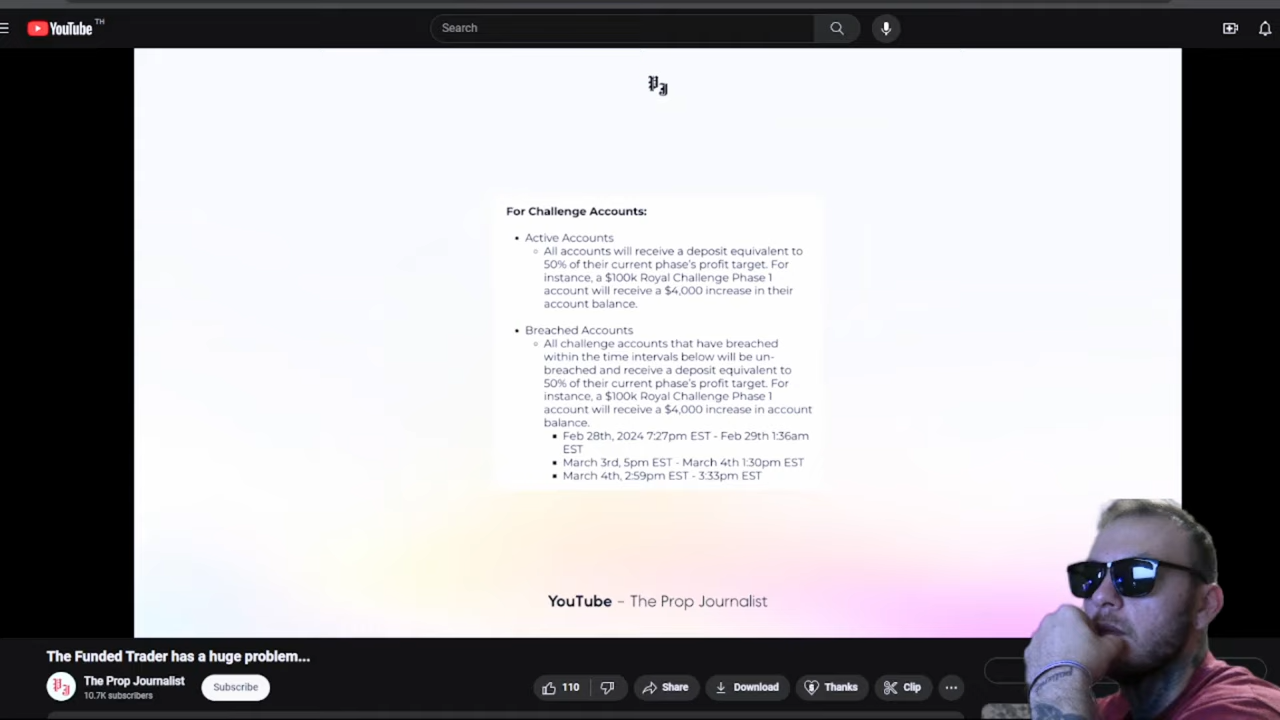 YouTube TH
Search
For Challenge Accounts:
Active Accounts
All accounts will receive a deposit equivalent to
50% of their current phase's profit target. For
instance, a $100k Royal Challenge Phase 1
account will receive a $4,000 increase in their
account balance.
Breached Accounts
All challenge accounts that have breached
within the time intervals below will be un-
breached and receive a deposit equivalent to
50% of their current phase's profit target. For
instance, a $100k Royal Challenge Phase 1
account will receive a $4,000 increase in account
balance.
Feb 28th, 2024 7:27pm EST - Feb 29th 1:36am
EST
March 3rd, 5pm EST - March 4th 1:30pm EST
March 4th, 2:59pm EST - 3:33pm EST
YouTube - The Prop Journalist
The Funded Trader has a huge problem...
The Prop Journalist
10.7K subscribers
Subscribe
110
Share
Download
Thanks
Clip